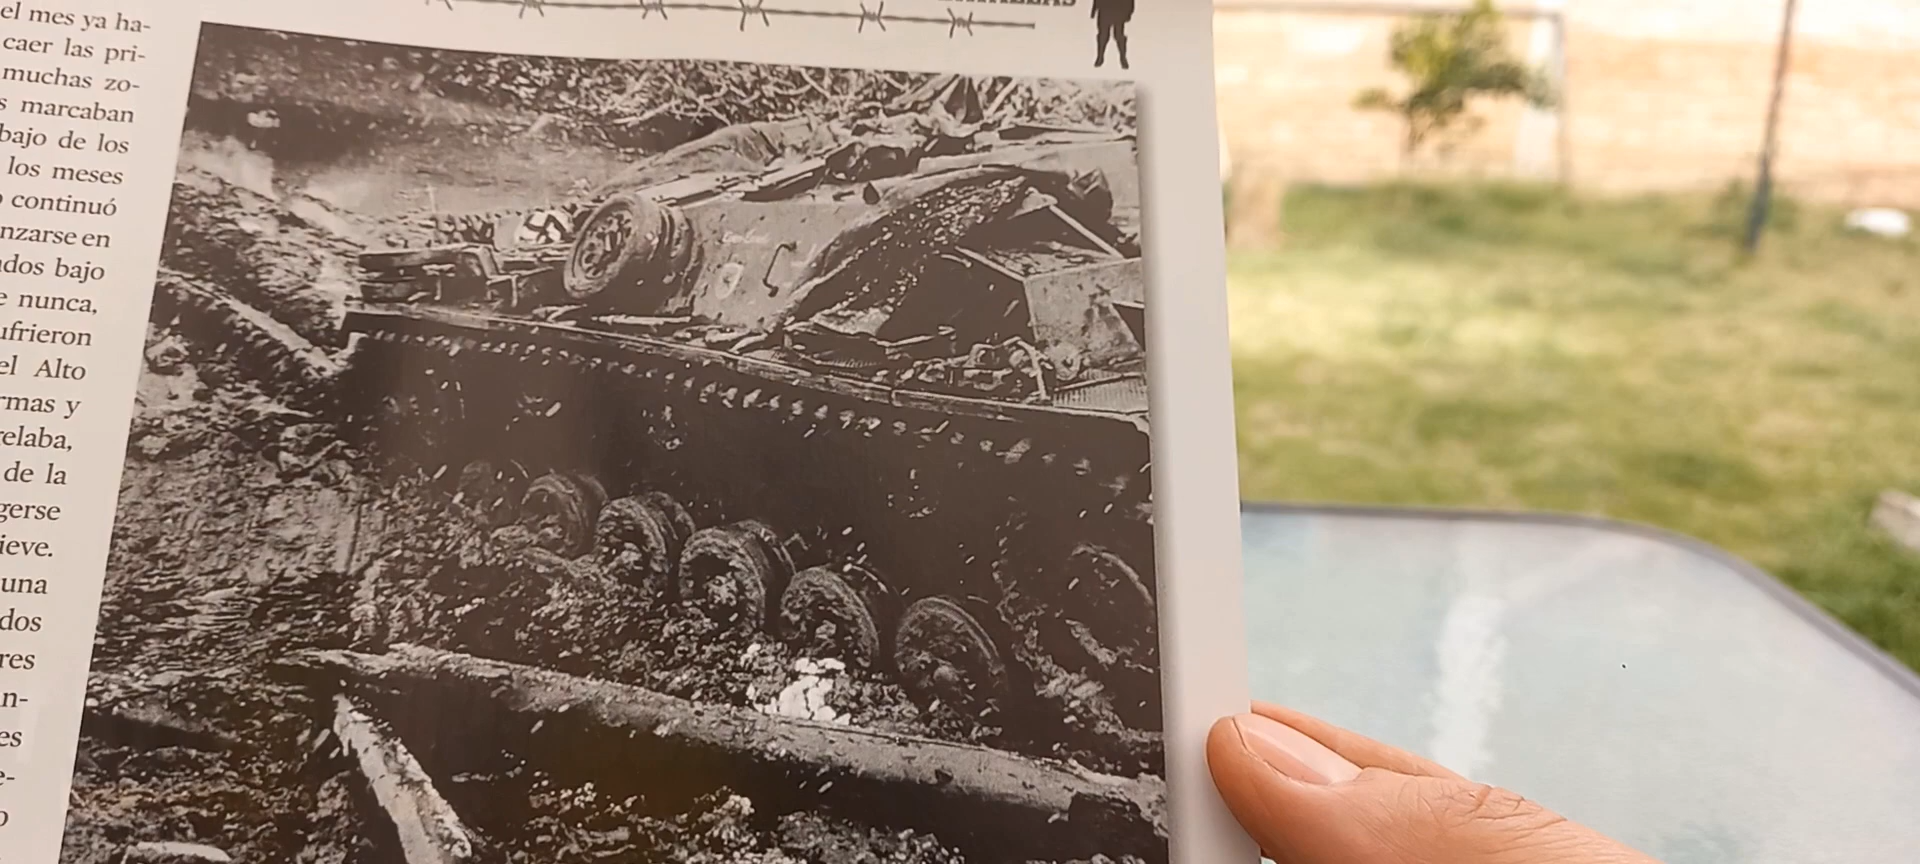 el mes ya ha-
caer las pri-
muchas zo-
s marcaban
bajo de los
los meses
continuó
nzarse en
dos bajo
e nunca,
ufrieron
el Alto
rmas y
elaba,
de la
gerse
ieve.
una
dos
res
n-
es
e-
o